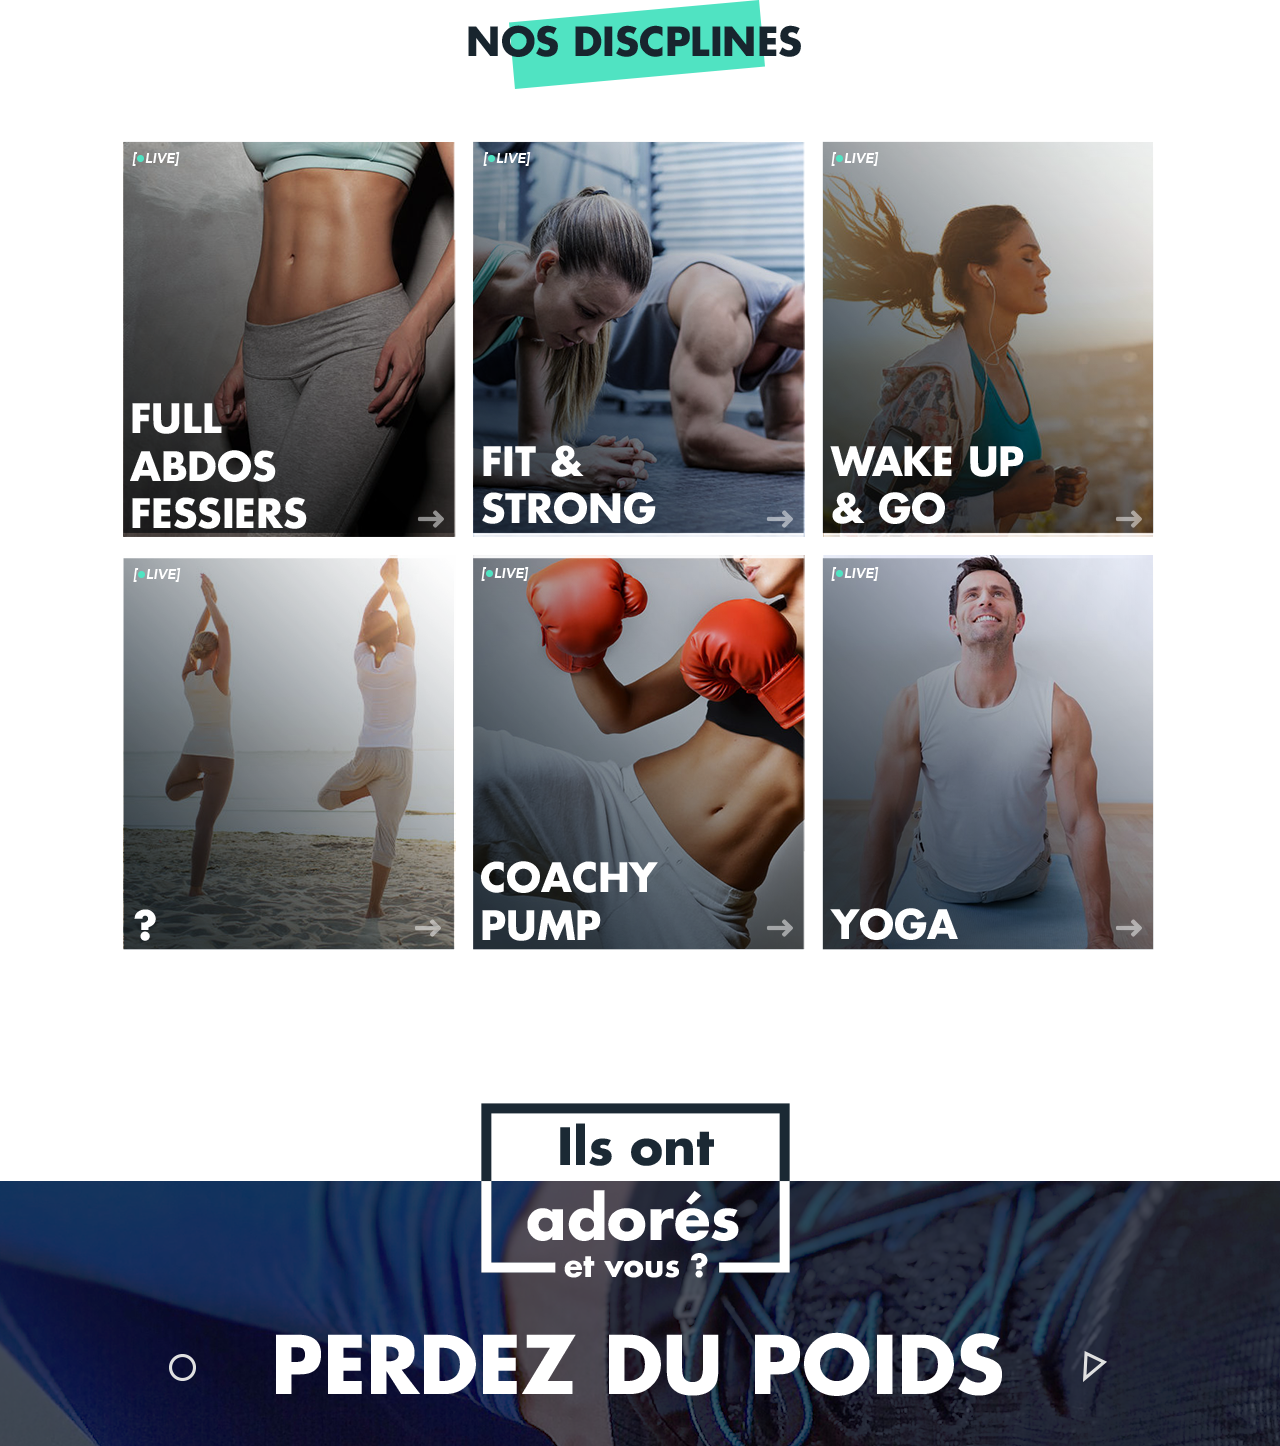 NOS DISCPLINES
[●LIVE]
FULL
ABDOS
FESSIERS
[●LIVE]
FIT &
STRONG
[●LIVE]
WAKE UP
& GO
[●LIVE]
?
[●LIVE]
COACHY
PUMP
[●LIVE]
YOGA
Ils ont
adorés
et vous ?
PERDEZ DU POIDS